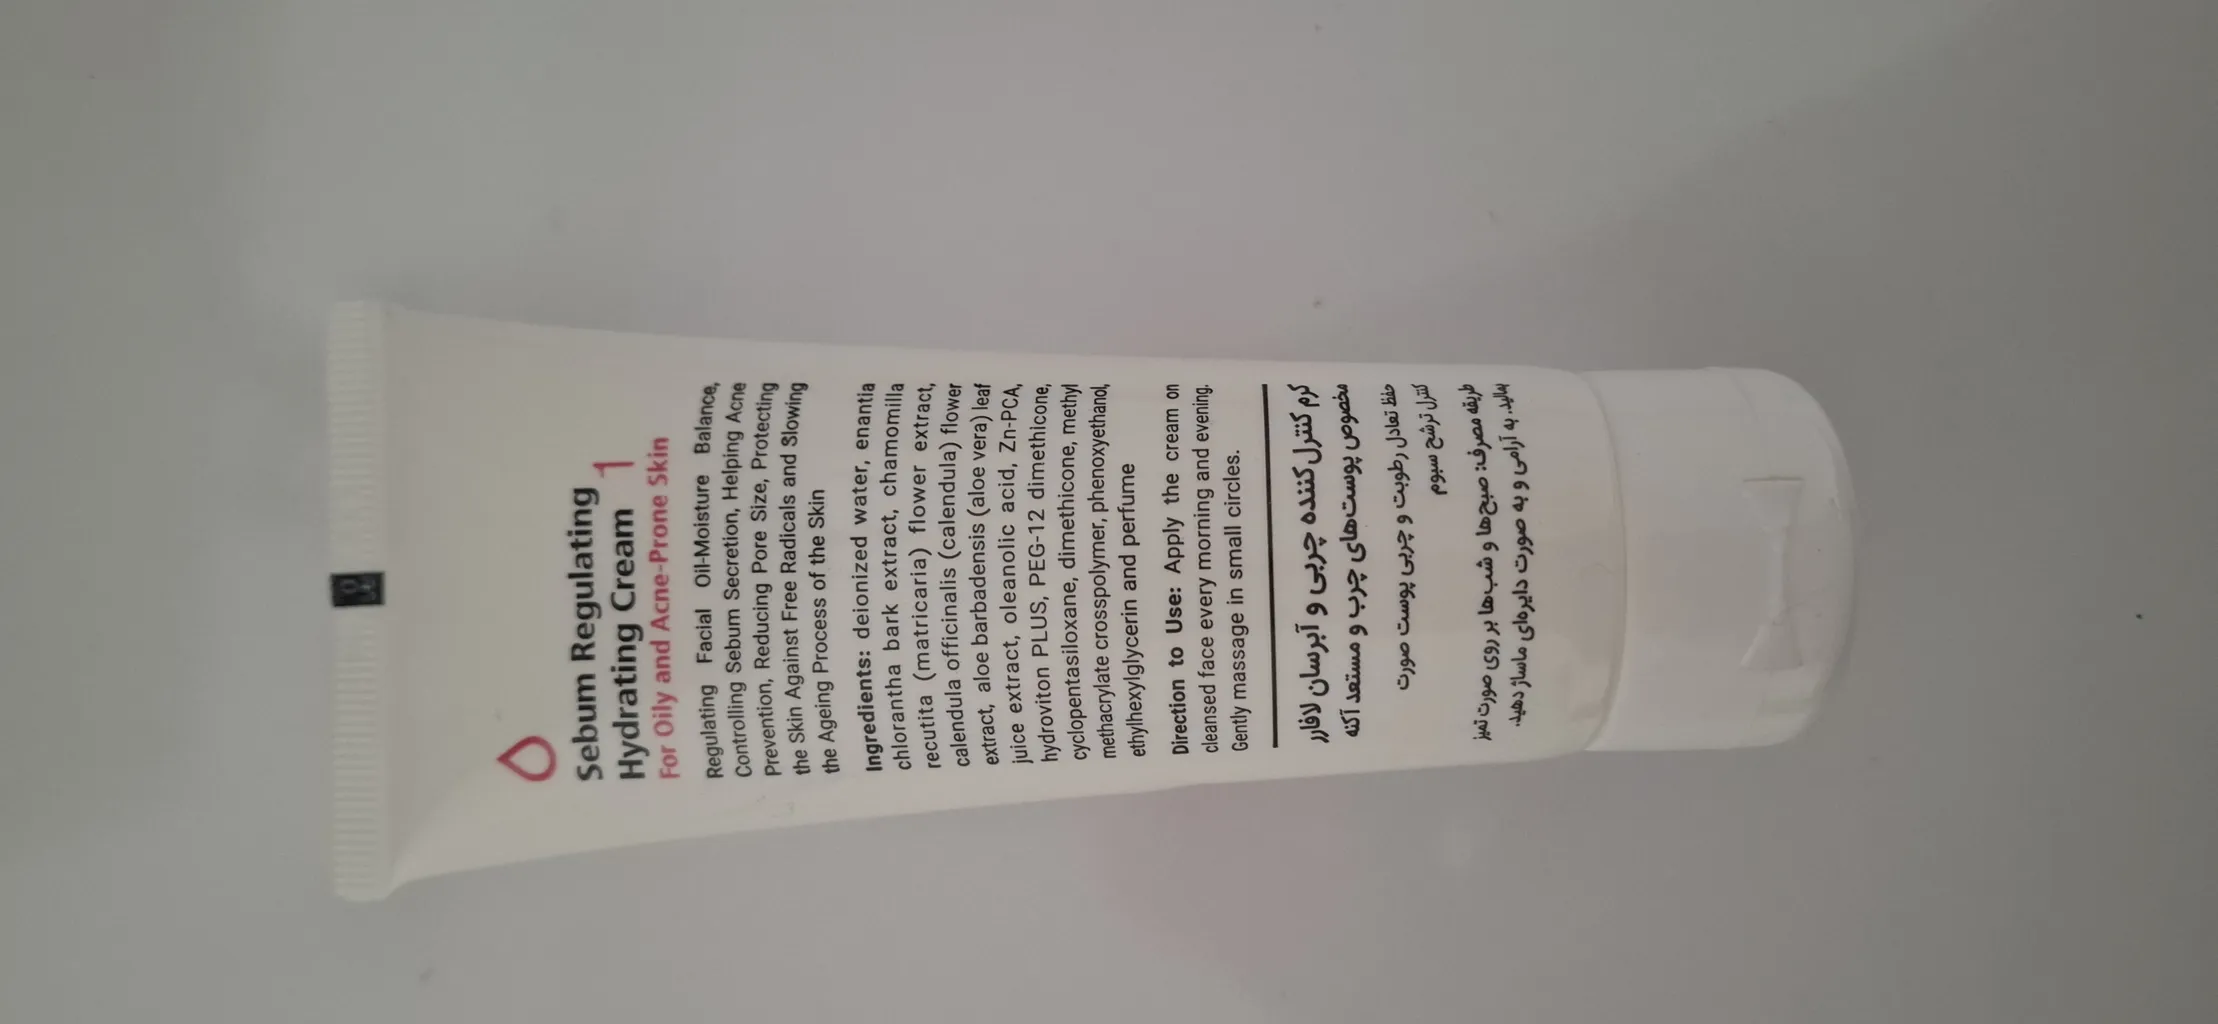 Sebum Regulating
Hydrating Cream 1
For Oily and Acne-Prone Skin
Regulating Facial Oil-Moisture Balance,
Controlling Sebum Secretion, Helping Acne
Prevention, Reducing Pore Size, Protecting
the Skin Against Free Radicals and Slowing
the Ageing Process of the Skin
Ingredients: deionized water, enantia
chlorantha bark extract, chamomilla
recutita (matricaria) flower extract,
calendula officinalis (calendula) flower
extract, aloe barbadensis (aloe vera) leaf
juice extract, oleanolic acid, Zn-PCA,
hydroviton PLUS, PEG-12 dimethicone,
cyclopentasiloxane, dimethicone, methyl
methacrylate crosspolymer, phenoxyethanol,
ethylhexylglycerin and perfume
Direction to Use: Apply the cream on
cleansed face every morning and evening.
Gently massage in small circles.
کرم کنترل کننده چربی و آبرسان لافارر
مخصوص پوست‌های چرب و مستعد آکنه
حفظ تعادل رطوبت و چربی پوست صورت
کنترل ترشح سبوم
طریقه مصرف: صبح‌ها و شب‌ها بر روی صورت تمیز
بمالید. به آرامی و به صورت دایره‌ای ماساژ دهید.